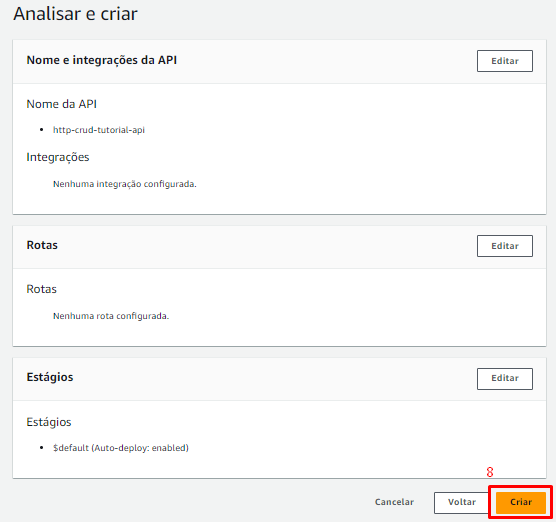 Analisar e criar
Nome e integrações da API
Editar
Nome da API
• http-crud-tutorial-api
Integrações
Nenhuma integração configurada.
Rotas
Editar
Rotas
Nenhuma rota configurada.
Estágios
Editar
Estágios
• $default (Auto-deploy: enabled)
8
Cancelar Voltar Criar